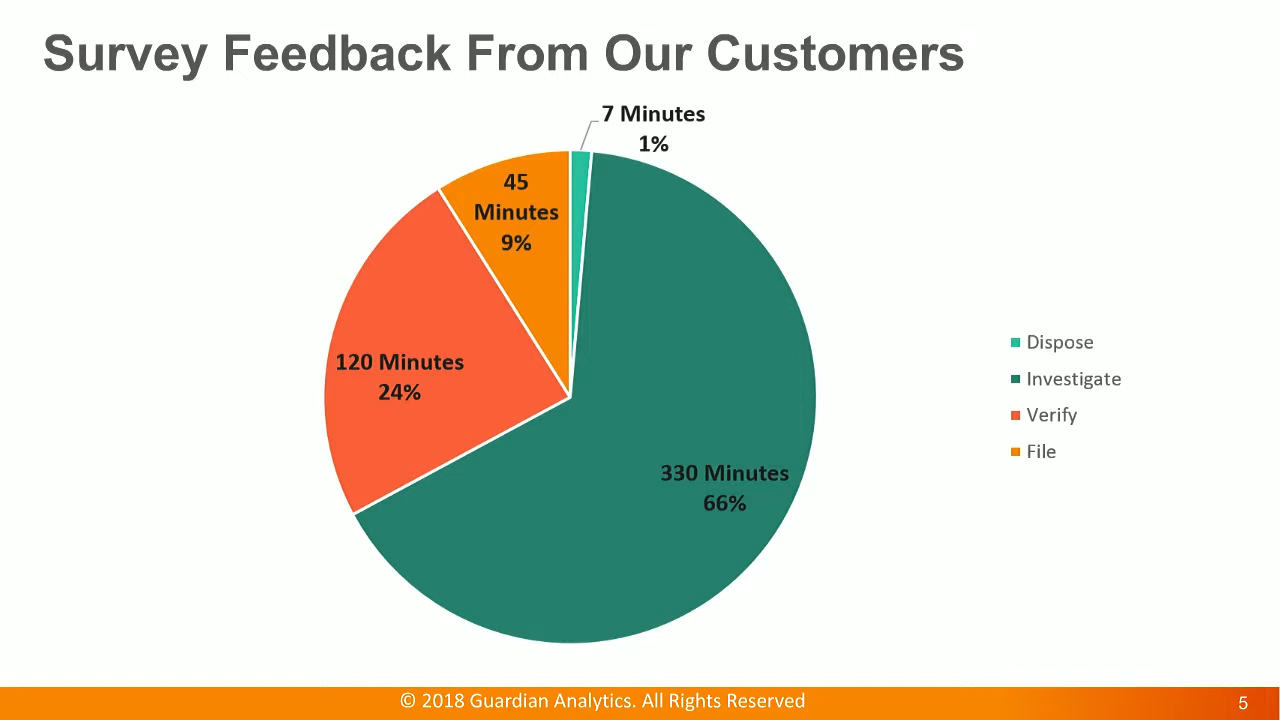 Survey Feedback From Our Customers
7 Minutes
1%
45
Minutes
9%
120 Minutes
24%
330 Minutes
66%
Dispose
Investigate
Verify
File
© 2018 Guardian Analytics. All Rights Reserved
5